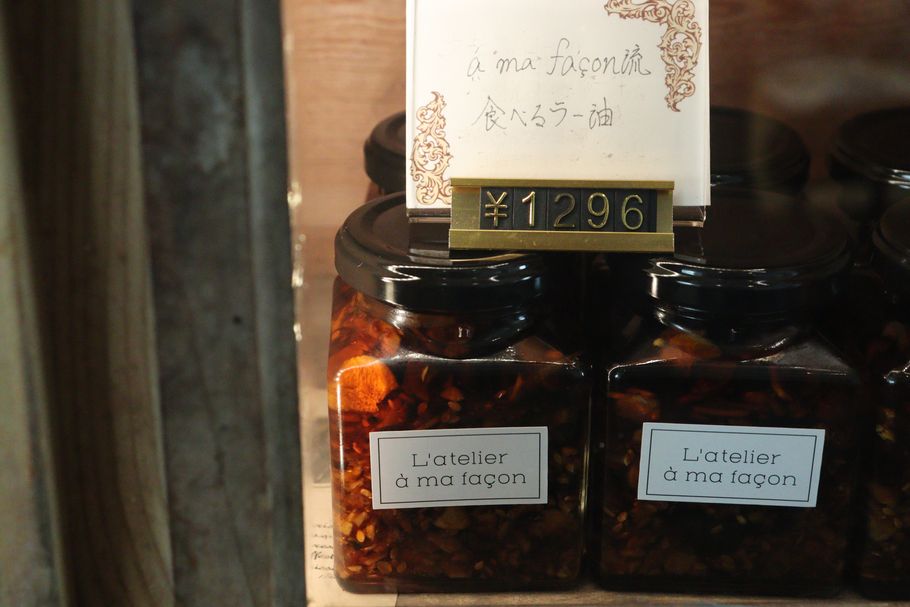 à ma façon流
食べるラー油
¥1296
L'atelier
à ma façon
L'atelier
à ma façon